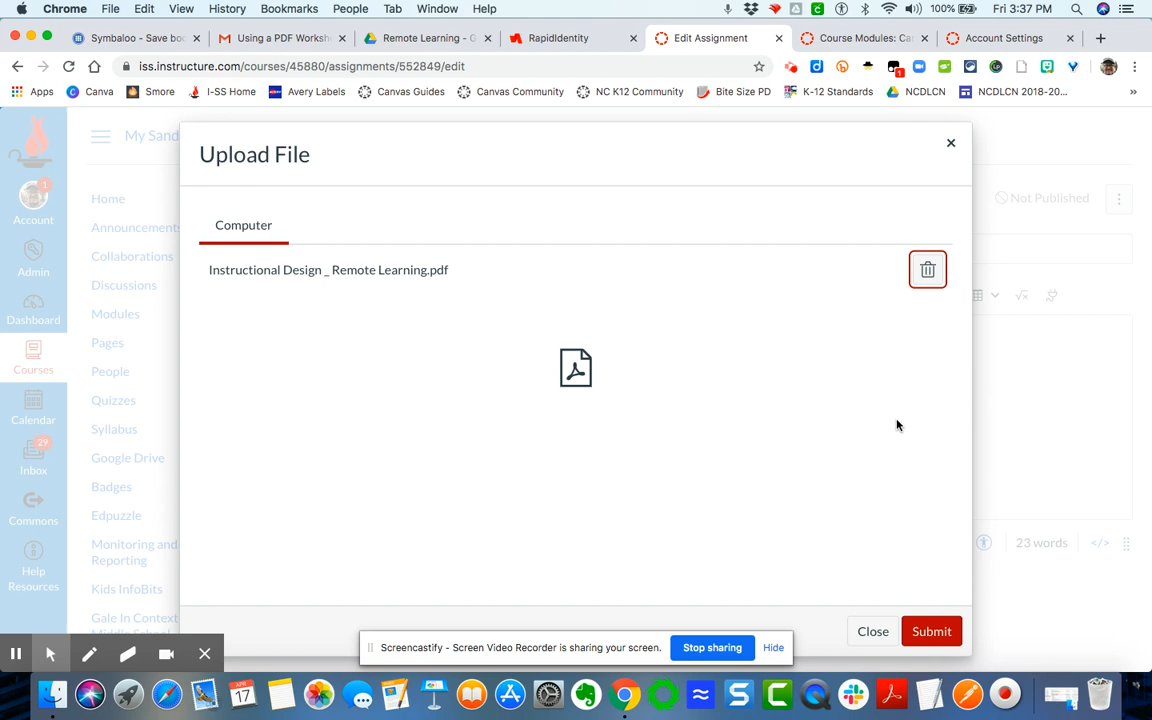 Chrome File Edit View History Bookmarks People Tab Window Help 100% Fri 3:37 PM
Symbaloo - Save boo Using a PDF Worksh Remote Learning - G RapidIdentity Edit Assignment Course Modules: Ca Account Settings
iss.instructure.com/courses/45880/assignments/552849/edit
Apps Canva Smore I-SS Home Avery Labels Canvas Guides Canvas Community NC K12 Community Bite Size PD K-12 Standards NCDLCN NCDLCN 2018-20... »
My Sand
Upload File
1
Account
Home
Not Published
Announcements
Computer
Collaborations
Admin
Instructional Design _ Remote Learning.pdf
Discussions
Modules
Dashboard
Pages
Courses
People
Quizzes
Calendar
Syllabus
29
Google Drive
Inbox
Badges
Edpuzzle
Commons
Monitoring and
Reporting
23 words </>
Help
Resources
Kids InfoBits
Gale In Context
Close Submit
Screencastify - Screen Video Recorder is sharing your screen. Stop sharing Hide
APR
17